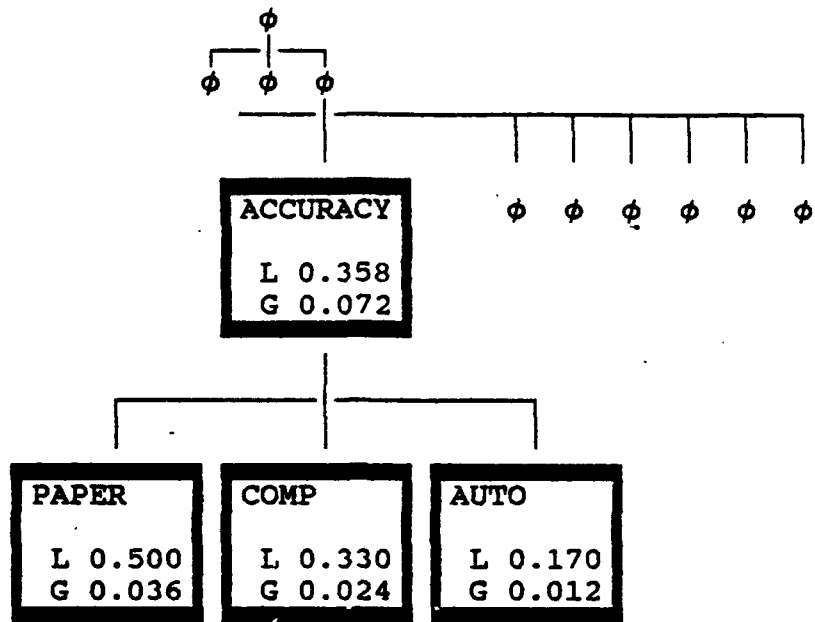 φ
φ φ φ
ACCURACY
L 0.358
G 0.072
φ φ φ φ φ φ
PAPER
L 0.500
G 0.036
COMP
L 0.330
G 0.024
AUTO
L 0.170
G 0.012